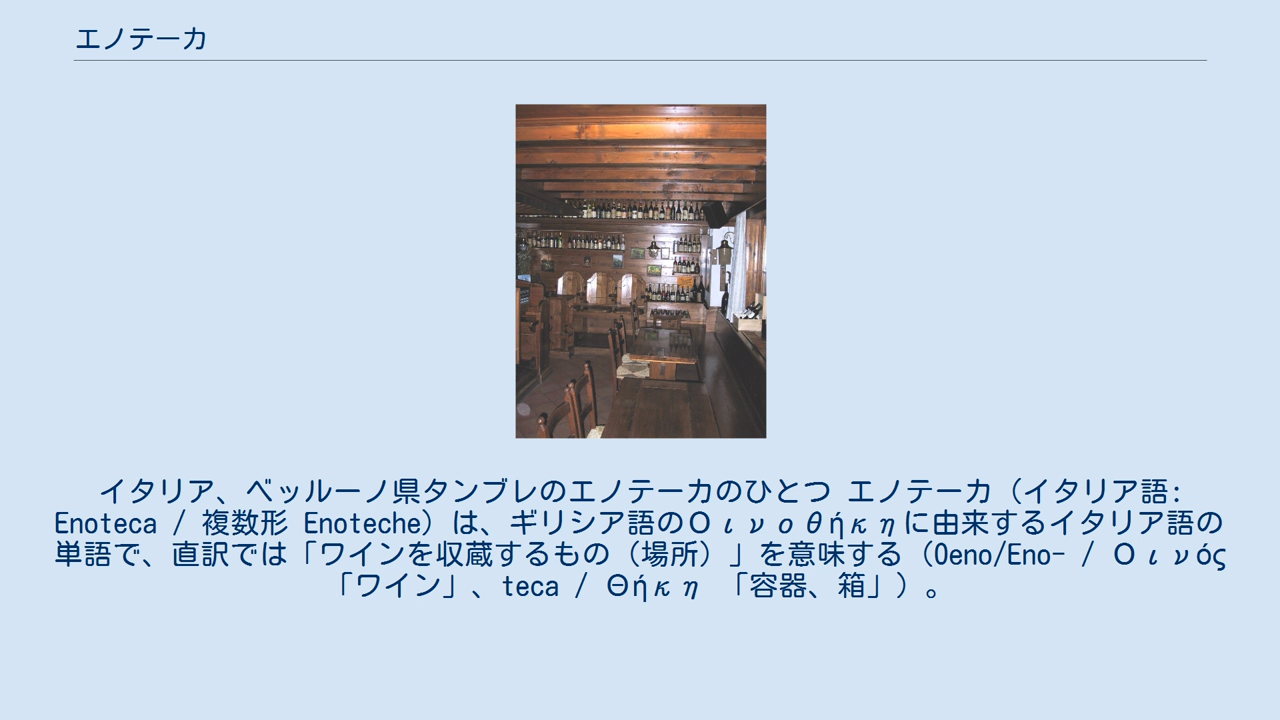 エノテーカ
イタリア、ベッルーノ県タンブレのエノテーカのひとつ エノテーカ（イタリア語:
Enoteca / 複数形 Enoteche）は、ギリシア語のΟινοθήκηに由来するイタリア語の
単語で、直訳では「ワインを収蔵するもの（場所）」を意味する（Oeno/Eno- / Οινός
「ワイン」、teca / Θήκη 「容器、箱」）。